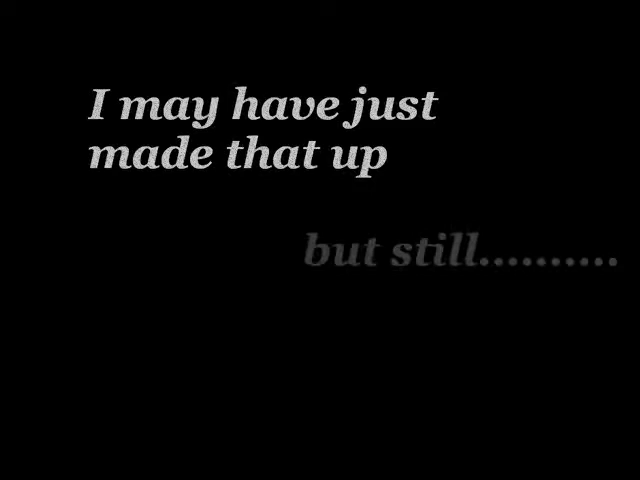 I may have just
made that up
but still..........